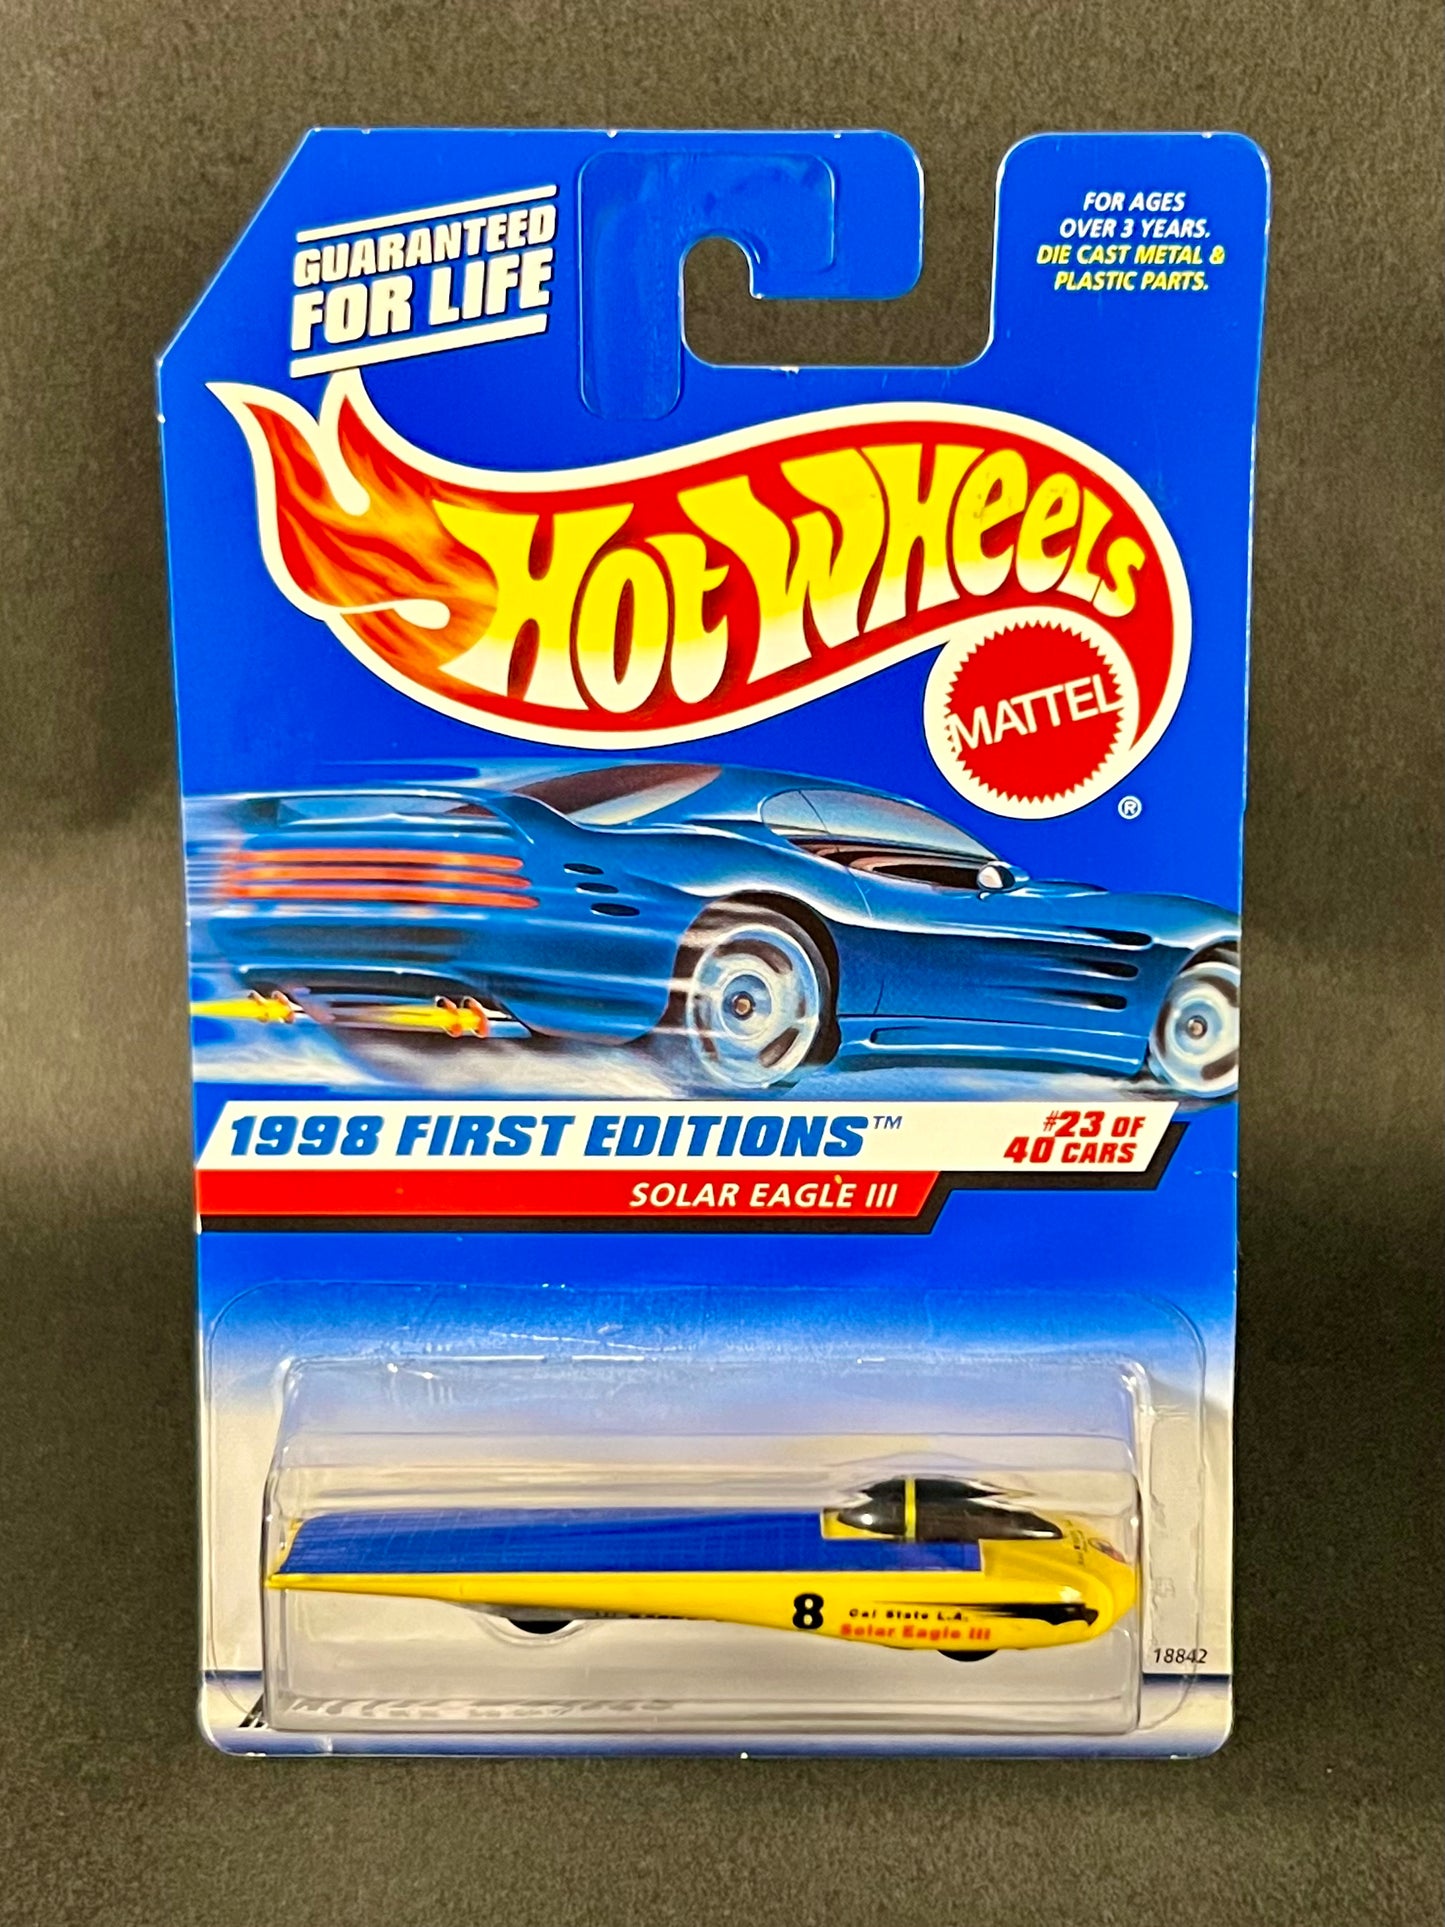 GUARANTEED
FOR LIFE
FOR AGES
OVER 3 YEARS.
DIE CAST METAL &
PLASTIC PARTS.
HOT WHEELS
MATTEL
®
1998 FIRST EDITIONS™
#23 OF
40 CARS
SOLAR EAGLE III
8
Cal State L.A.
Solar Eagle III
18842